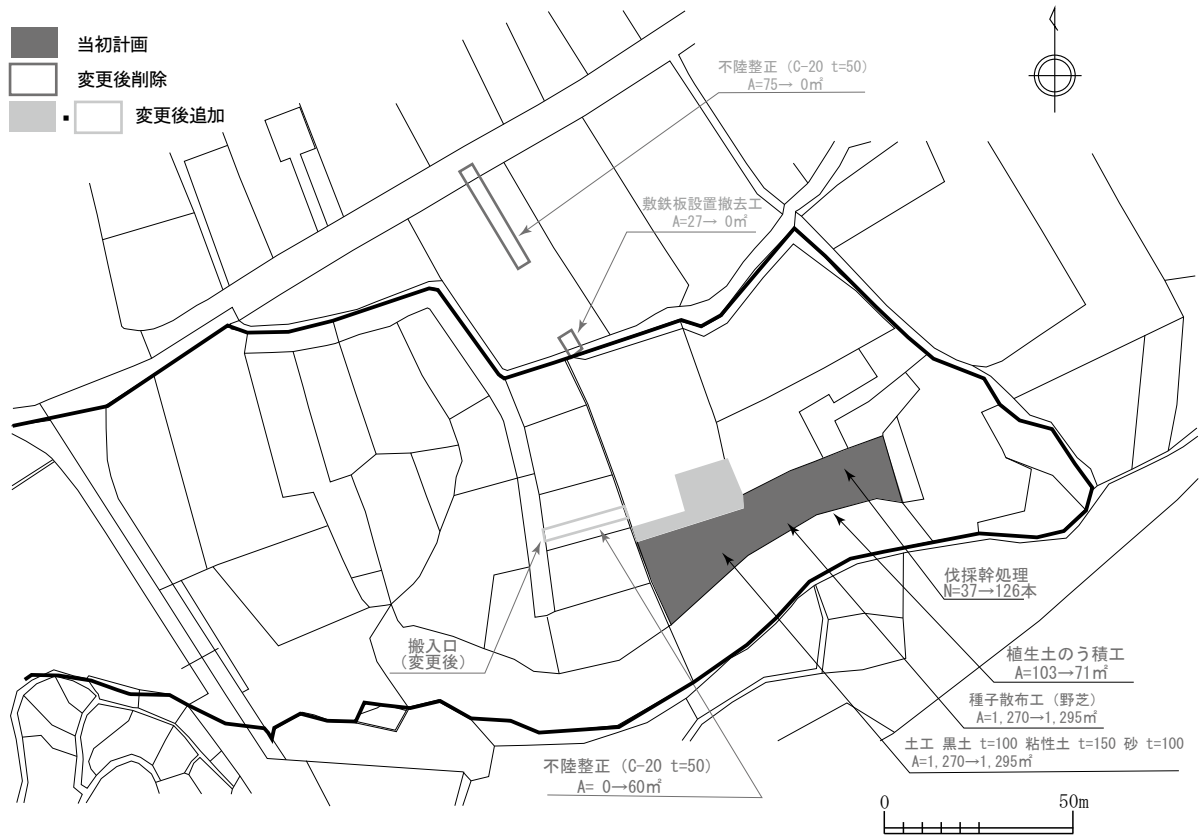 当初計画
変更後削除
・ 変更後追加
不陸整正（C-20 t=50）
A=75→ 0㎡
敷鉄板設置撤去工
A=27→ 0㎡
搬入口
（変更後）
伐採幹処理
N=37→126本
植生土のう積工
A=103→71㎡
種子散布工（野芝）
A=1,270→1,295㎡
土工 黒土 t=100 粘性土 t=150 砂 t=100
A=1,270→1,295㎡
不陸整正（C-20 t=50）
A= 0→60㎡
0 50m